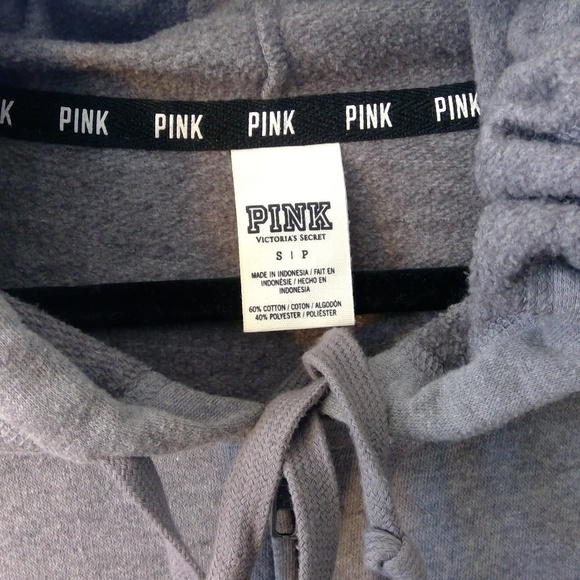 K PINK PINK PINK PINK PINK
PINK
VICTORIA'S SECRET
S | P
MADE IN INDONESIA / FAIT EN
INDONÉSIE / HECHO EN
INDONESIA
60% COTTON / COTON / ALGODÓN
40% POLYESTER / POLIÉSTER